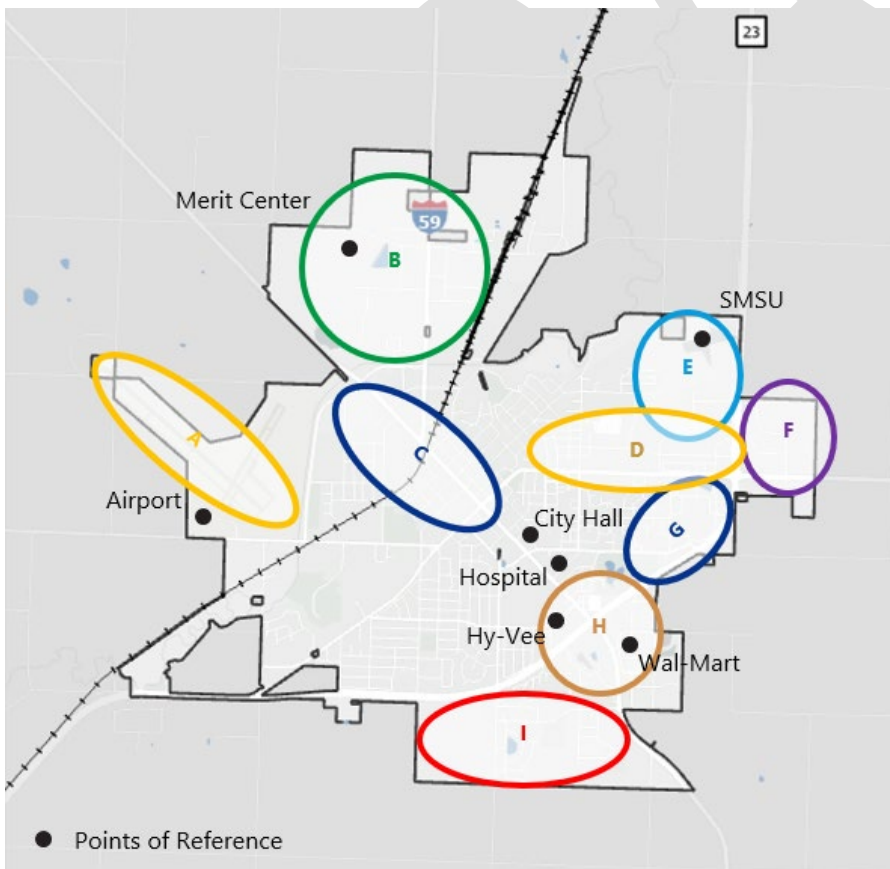 23
Merit Center
59
B
SMSU
E
A
C
D
F
Airport
City Hall
G
Hospital
Hy-Vee
H
Wal-Mart
I
Points of Reference